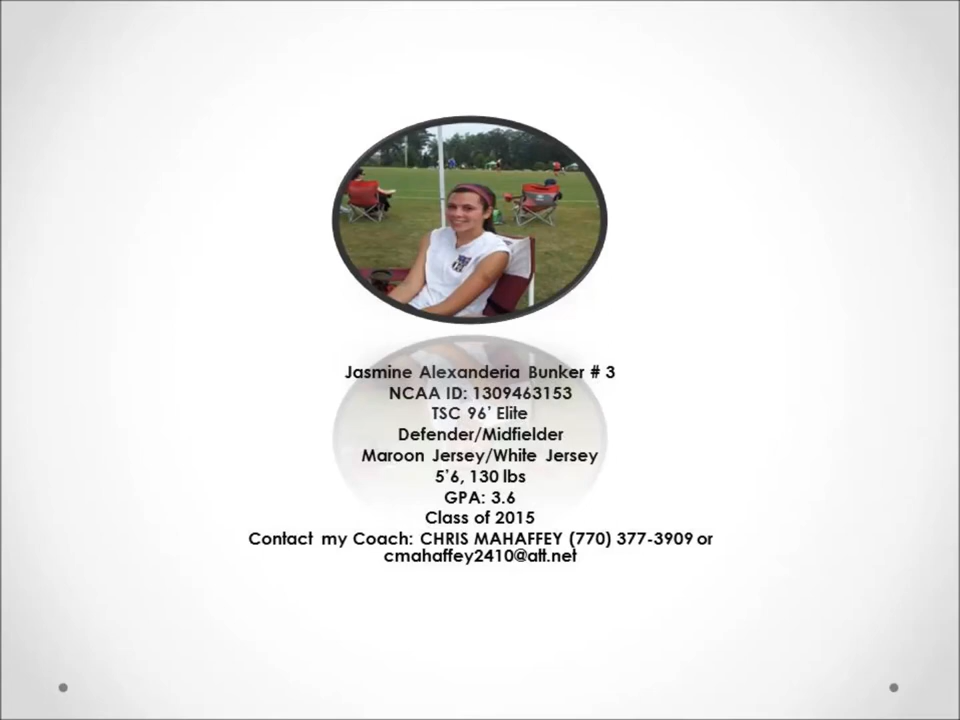 Jasmine Alexanderia Bunker # 3
NCAA ID: 1309463153
TSC 96’ Elite
Defender/Midfielder
Maroon Jersey/White Jersey
5’6, 130 lbs
GPA: 3.6
Class of 2015
Contact my Coach: CHRIS MAHAFFEY (770) 377-3909 or
cmahaffey2410@att.net